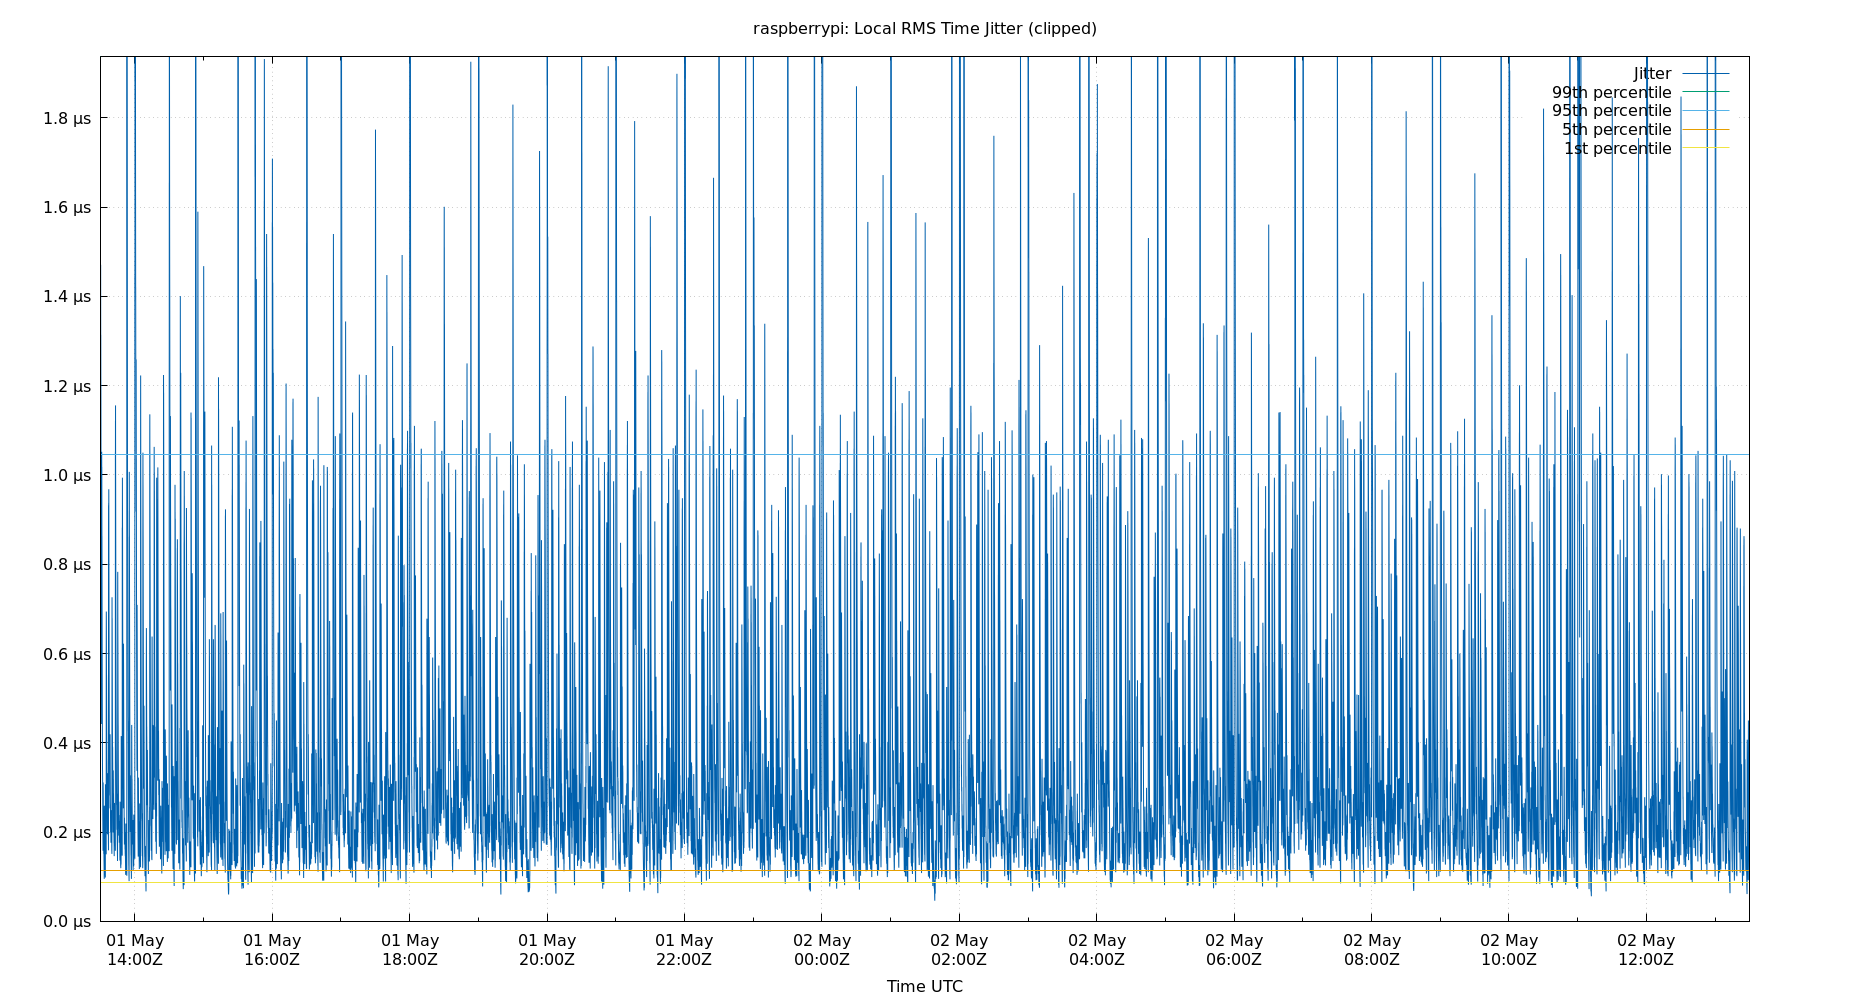 raspberrypi: Local RMS Time Jitter (clipped)
Jitter
99th percentile
95th percentile
5th percentile
1st percentile
1.8 µs
1.6 µs
1.4 µs
1.2 µs
1.0 µs
0.8 µs
0.6 µs
0.4 µs
0.2 µs
0.0 µs
01 May 01 May 01 May 01 May 01 May 02 May 02 May 02 May 02 May 02 May 02 May 02 May
14:00Z 16:00Z 18:00Z 20:00Z 22:00Z 00:00Z 02:00Z 04:00Z 06:00Z 08:00Z 10:00Z 12:00Z
Time UTC